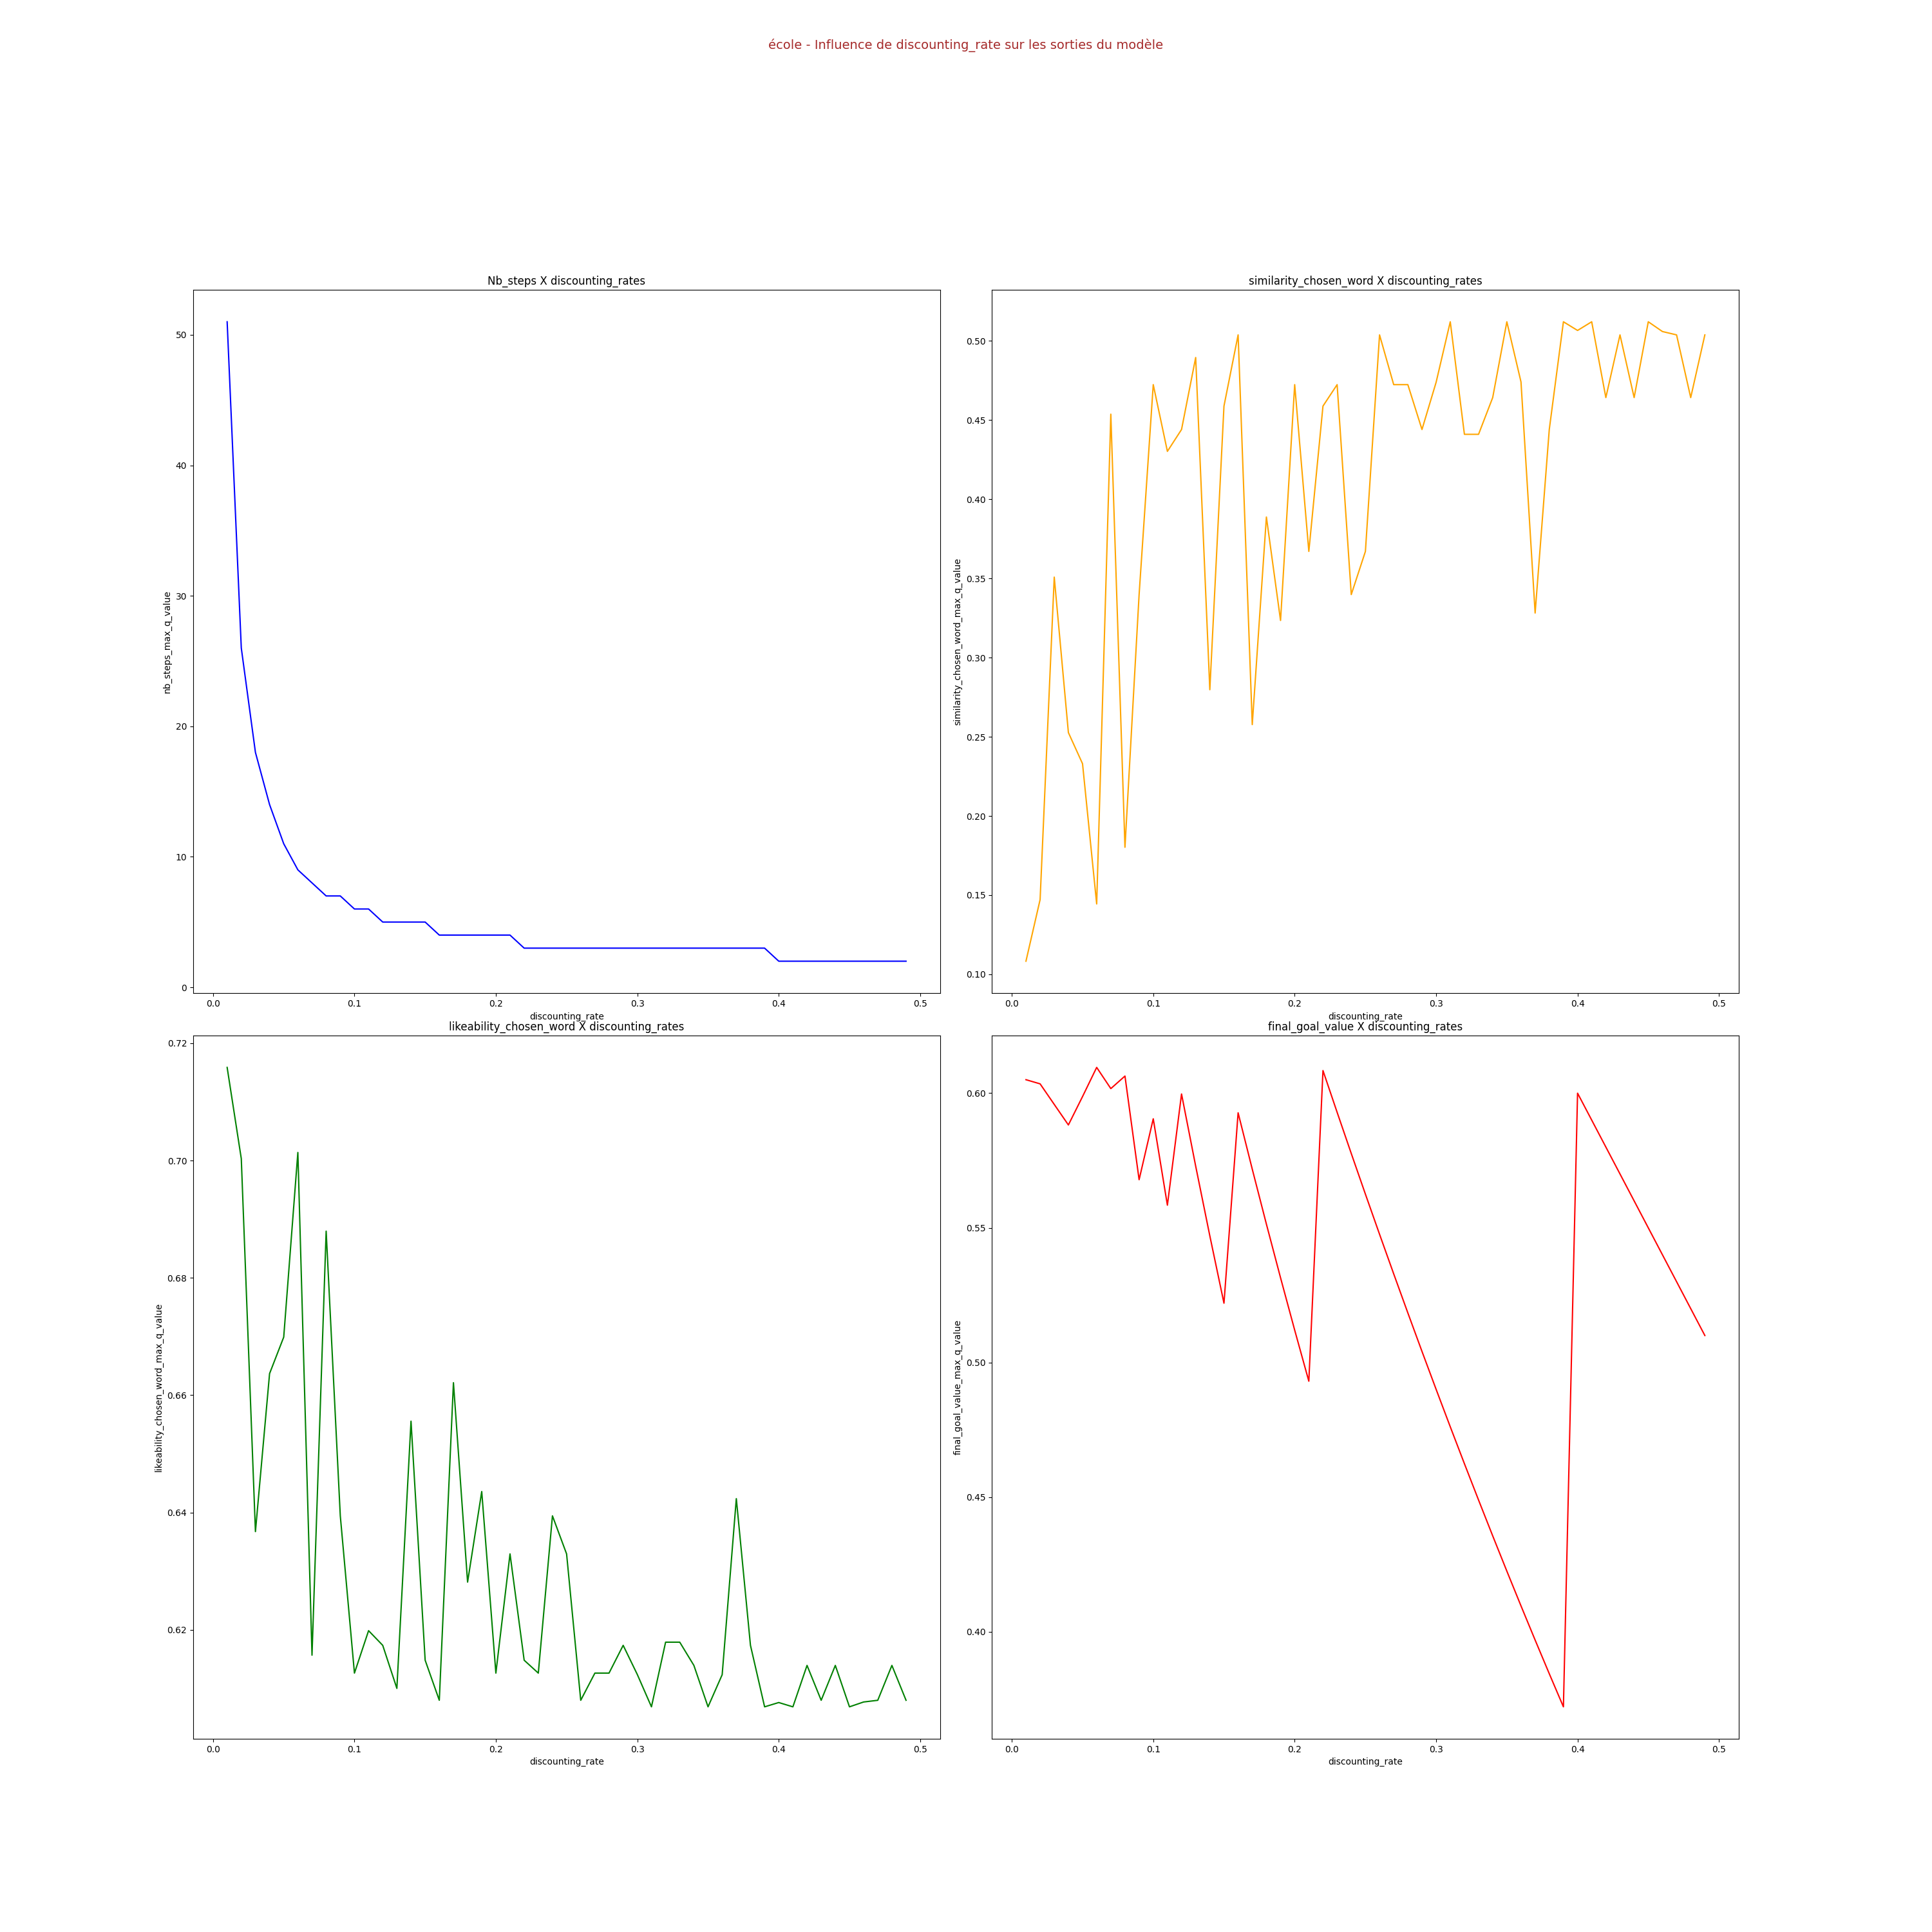 école - Influence de discounting_rate sur les sorties du modèle
Nb_steps X discounting_rates
nb_steps_max_q_value
50
40
30
20
10
0
0.0 0.1 0.2 0.3 0.4 0.5
discounting_rate
similarity_chosen_word X discounting_rates
similarity_chosen_word_max_q_value
0.50
0.45
0.40
0.35
0.30
0.25
0.20
0.15
0.10
0.0 0.1 0.2 0.3 0.4 0.5
discounting_rate
likeability_chosen_word X discounting_rates
likeability_chosen_word_max_q_value
0.72
0.70
0.68
0.66
0.64
0.62
0.0 0.1 0.2 0.3 0.4 0.5
discounting_rate
final_goal_value X discounting_rates
final_goal_value_max_q_value
0.60
0.55
0.50
0.45
0.40
0.0 0.1 0.2 0.3 0.4 0.5
discounting_rate